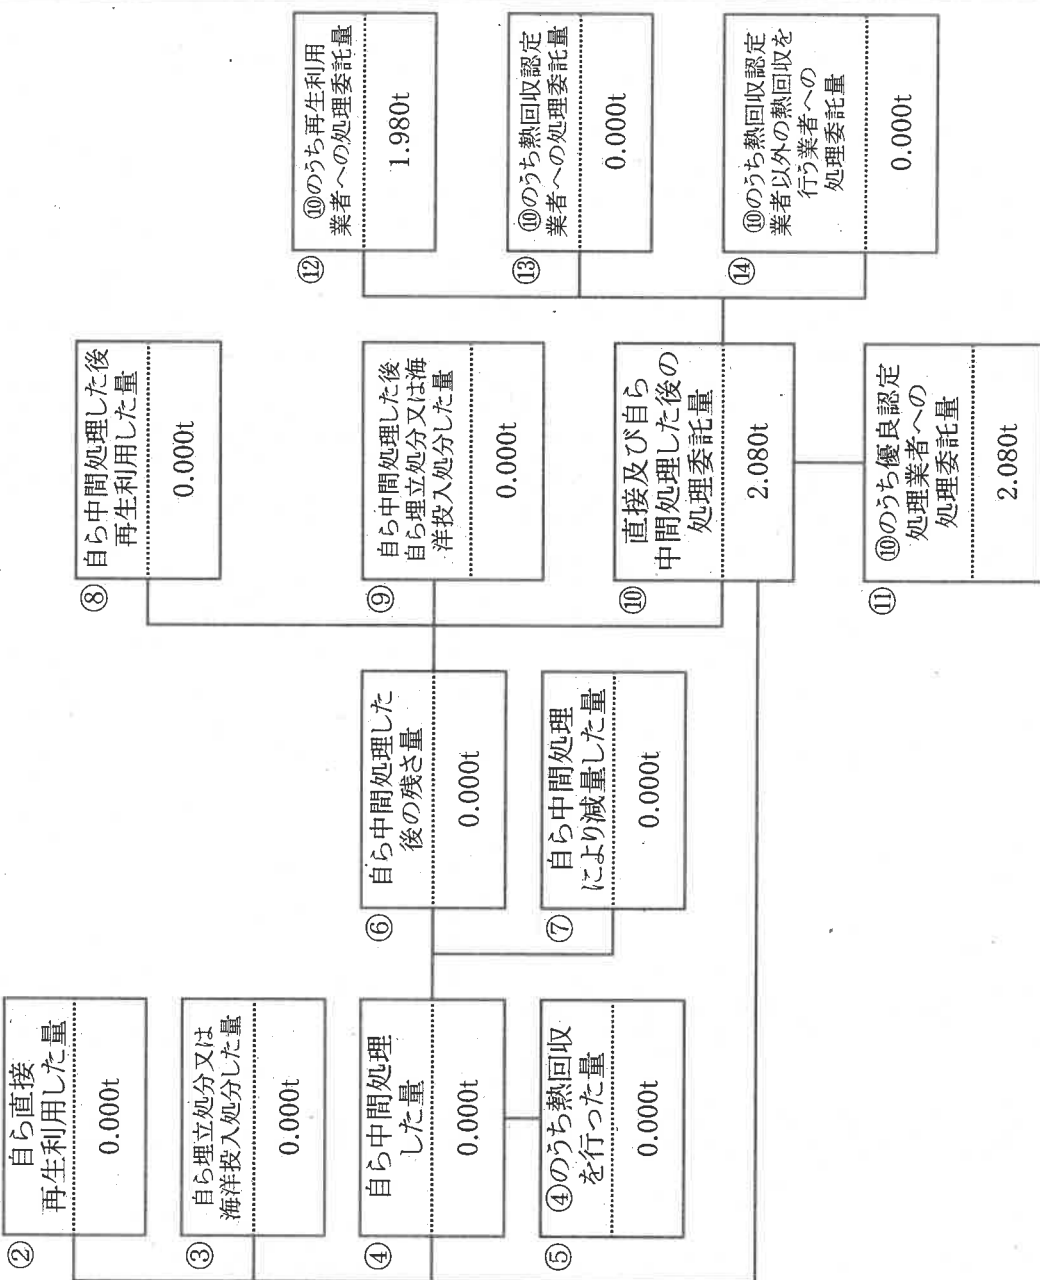 ②
自ら直接
再生利用した量
0.000t
③
自ら埋立処分又は
海洋投入処分した量
0.000t
④
自ら中間処理
した量
0.000t
⑤
④のうち熱回収
を行った量
0.000t
⑥
自ら中間処理した
後の残さ量
0.000t
⑦
自ら中間処理
により減量した量
0.000t
⑧
自ら中間処理した後
再生利用した量
0.000t
⑨
自ら中間処理した後
自ら埋立処分又は海
洋投入処分した量
0.000t
⑩
直接及び自ら
中間処理した後の
処理委託量
2.080t
⑪
⑩のうち優良認定
処理業者への
処理委託量
2.080t
⑫
⑩のうち再生利用
業者への処理委託量
1.980t
⑬
⑩のうち熱回収認定
業者への処理委託量
0.000t
⑭
⑩のうち熱回収認定
業者以外の熱回収を
行う業者への
処理委託量
0.000t